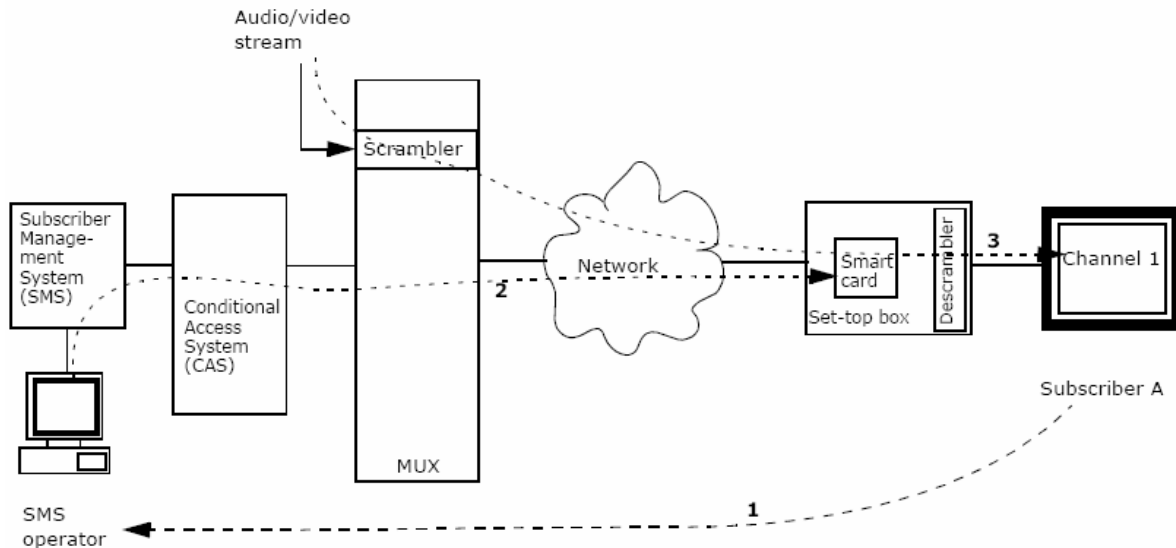 Audio/video
stream
Scrambler
Subscriber
Manage-
ment
System
(SMS)
Conditional
Access
System
(CAS)
MUX
Network
2
Smart
card
Set-top box
Descrambler
3
Channel 1
Subscriber A
1
SMS
operator